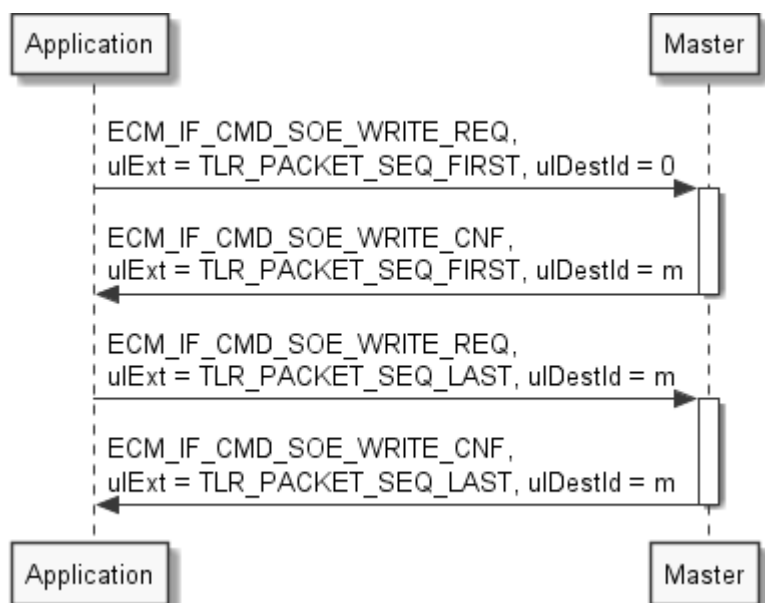 Application Master
ECM_IF_CMD_SOE_WRITE_REQ,
ulExt = TLR_PACKET_SEQ_FIRST, ulDestId = 0
ECM_IF_CMD_SOE_WRITE_CNF,
ulExt = TLR_PACKET_SEQ_FIRST, ulDestId = m
ECM_IF_CMD_SOE_WRITE_REQ,
ulExt = TLR_PACKET_SEQ_LAST, ulDestId = m
ECM_IF_CMD_SOE_WRITE_CNF,
ulExt = TLR_PACKET_SEQ_LAST, ulDestId = m
Application Master